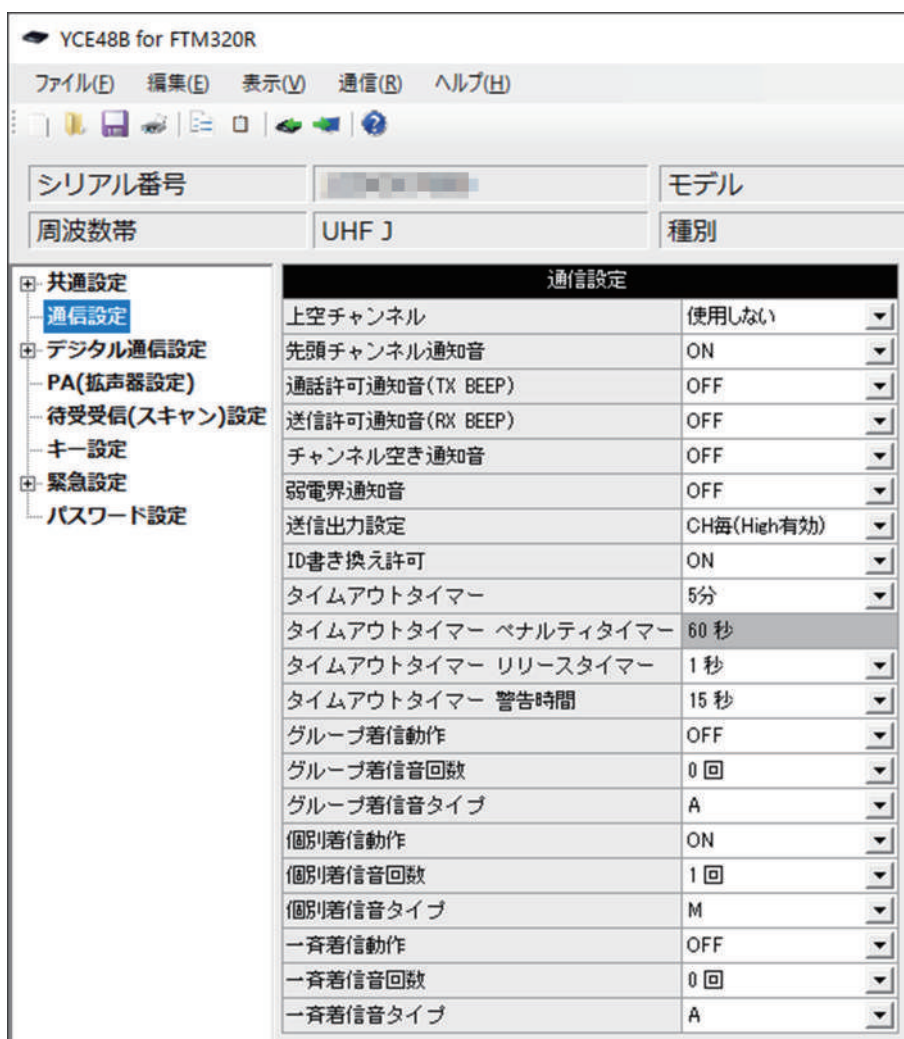 YCE48B for FTM320R
ファイル(F) 編集(E) 表示(V) 通信(R) ヘルプ(H)
シリアル番号 モデル
周波数帯 UHF J 種別
共通設定
通信設定
デジタル通信設定
PA(拡声器設定)
待受受信(スキャン)設定
キー設定
緊急設定
パスワード設定
通信設定
上空チャンネル 使用しない
先頭チャンネル通知音 ON
通話許可通知音(TX BEEP) OFF
送信許可通知音(RX BEEP) OFF
チャンネル空き通知音 OFF
弱電界通知音 OFF
送信出力設定 CH毎(High有効)
ID書き換え許可 ON
タイムアウトタイマー 5分
タイムアウトタイマー ペナルティタイマー 60 秒
タイムアウトタイマー リリースタイマー 1 秒
タイムアウトタイマー 警告時間 15 秒
グループ着信動作 OFF
グループ着信音回数 0 回
グループ着信音タイプ A
個別着信動作 ON
個別着信音回数 1 回
個別着信音タイプ M
一斉着信動作 OFF
一斉着信音回数 0 回
一斉着信音タイプ A